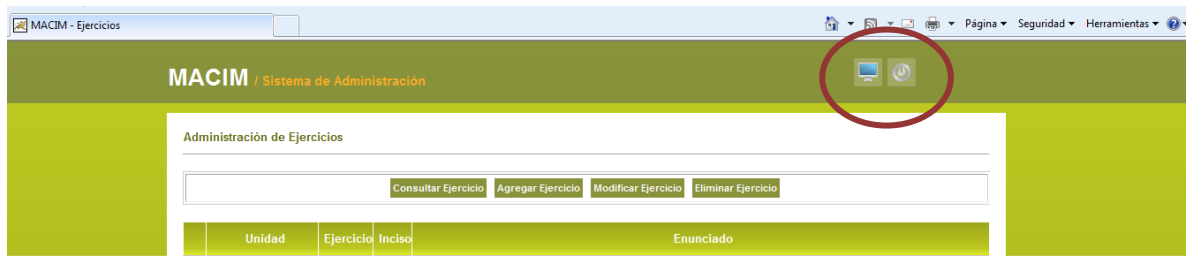 MACIM - Ejercicios
Página Seguridad Herramientas
MACIM / Sistema de Administración
Administración de Ejercicios
Consultar Ejercicio Agregar Ejercicio Modificar Ejercicio Eliminar Ejercicio
Unidad Ejercicio Inciso Enunciado